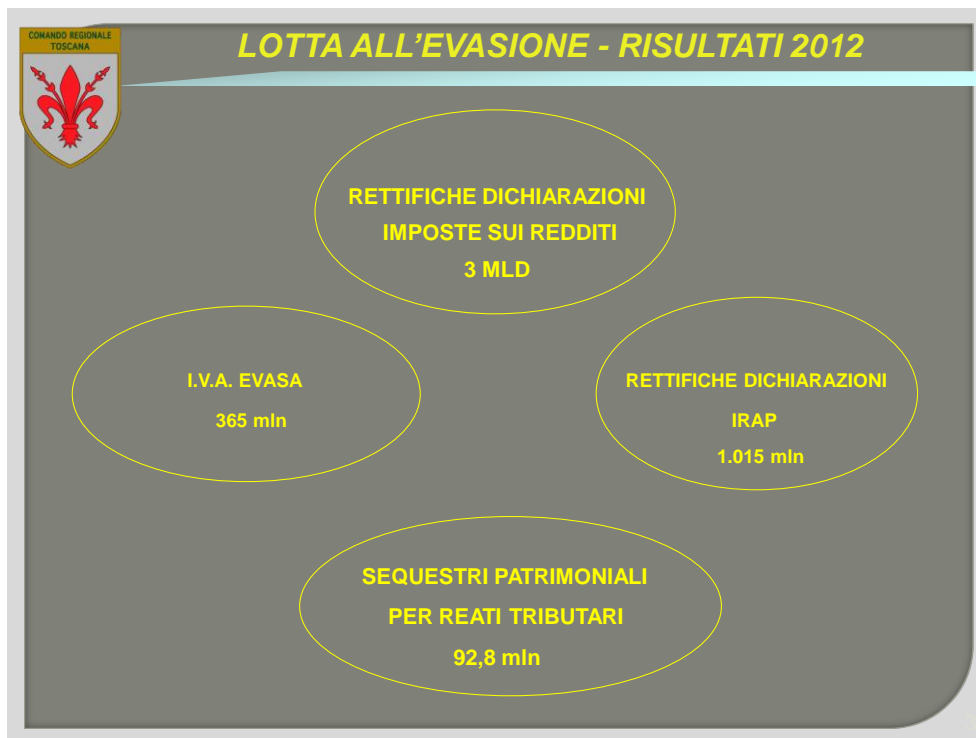 COMANDO REGIONALE
TOSCANA
LOTTA ALL’EVASIONE - RISULTATI 2012
RETTIFICHE DICHIARAZIONI
IMPOSTE SUI REDDITI
3 MLD
I.V.A. EVASA
365 mln
RETTIFICHE DICHIARAZIONI
IRAP
1.015 mln
SEQUESTRI PATRIMONIALI
PER REATI TRIBUTARI
92,8 mln